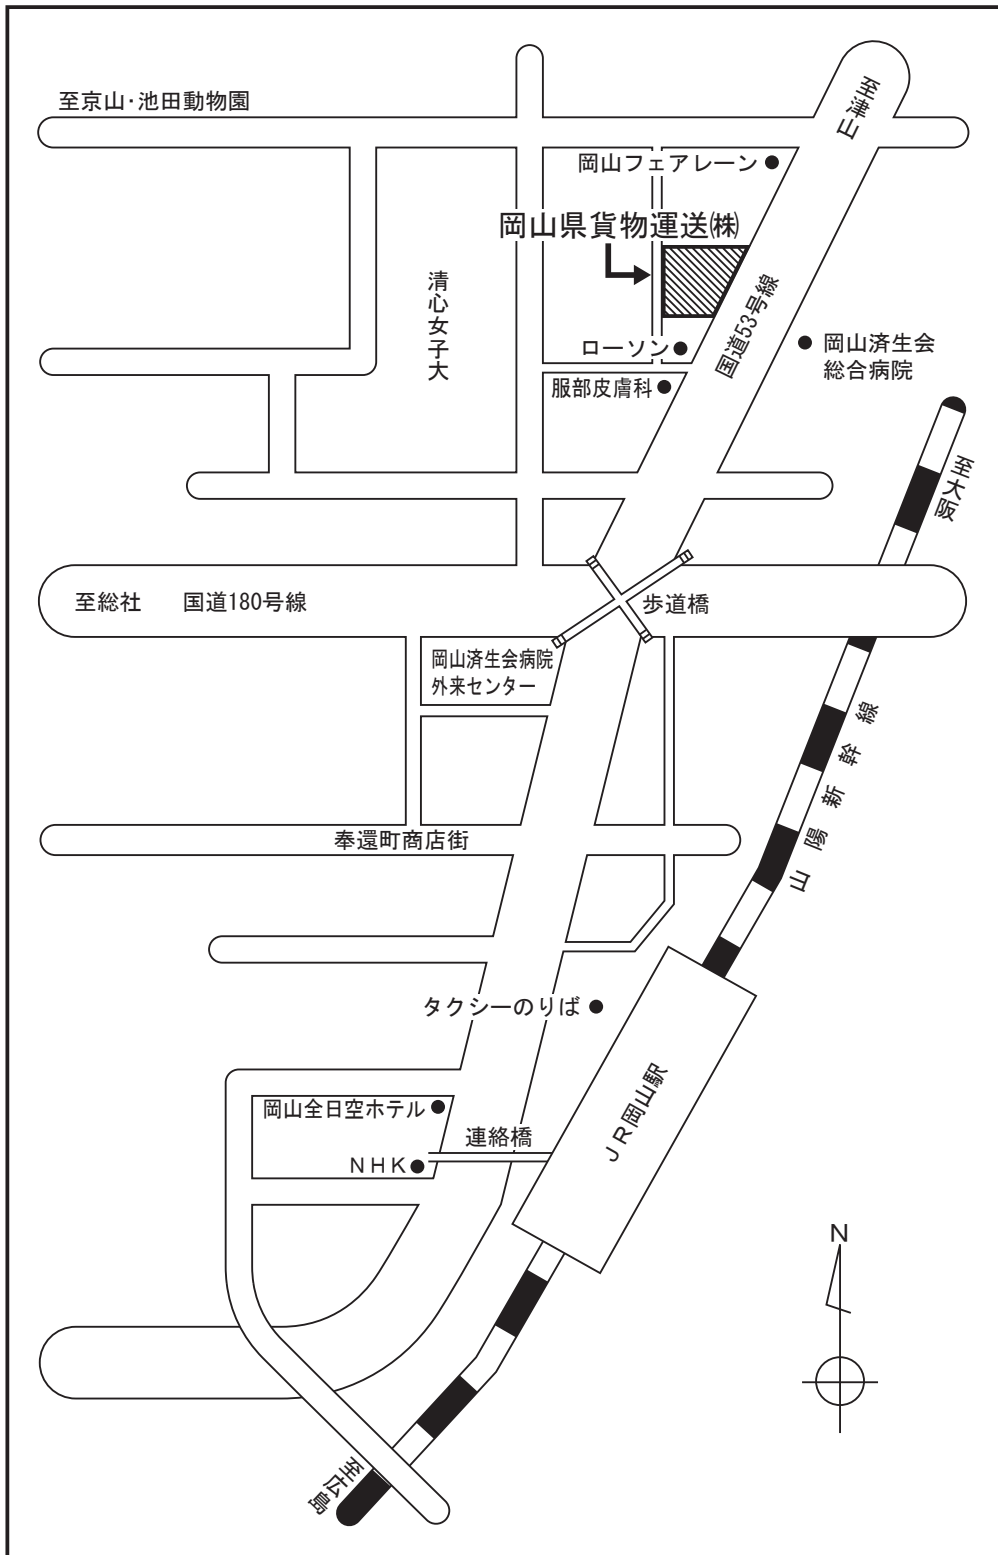 至京山・池田動物園
至津山
岡山フェアレーン
岡山県貨物運送㈱
清心女子大
国道53号線
ローソン
岡山済生会
総合病院
服部皮膚科
至大阪
至総社 国道180号線
歩道橋
岡山済生会病院
外来センター
山陽新幹線
奉還町商店街
タクシーのりば
JR岡山駅
岡山全日空ホテル
連絡橋
NHK
N
至広島